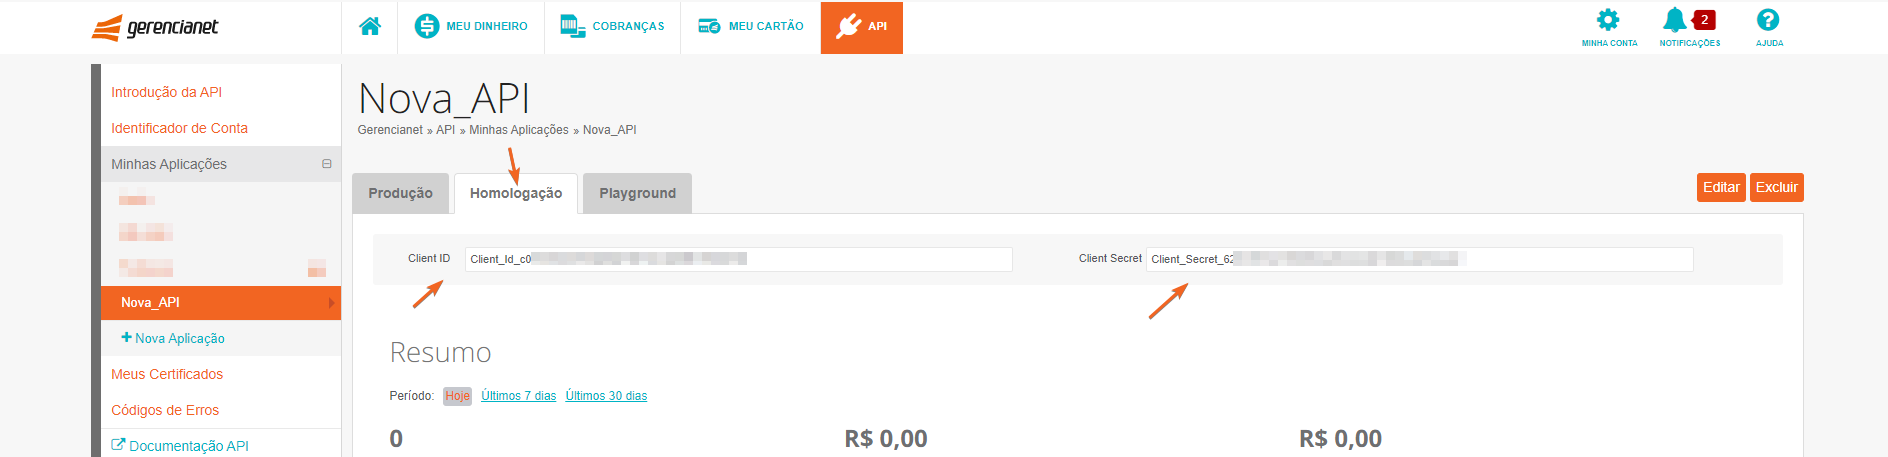 gerencianet
MEU DINHEIRO
COBRANÇAS
MEU CARTÃO
API
MINHA CONTA
2
NOTIFICAÇÕES
AJUDA
Introdução da API
Identificador de Conta
Minhas Aplicações
Nova_API
Nova Aplicação
Meus Certificados
Códigos de Erros
Documentação API
Nova_API
Gerencianet » API » Minhas Aplicações » Nova_API
Produção
Homologação
Playground
Editar
Excluir
Client ID
Client_Id_c0
Client Secret
Client_Secret_62
Resumo
Período: Hoje Últimos 7 dias Últimos 30 dias
0
R$ 0,00
R$ 0,00